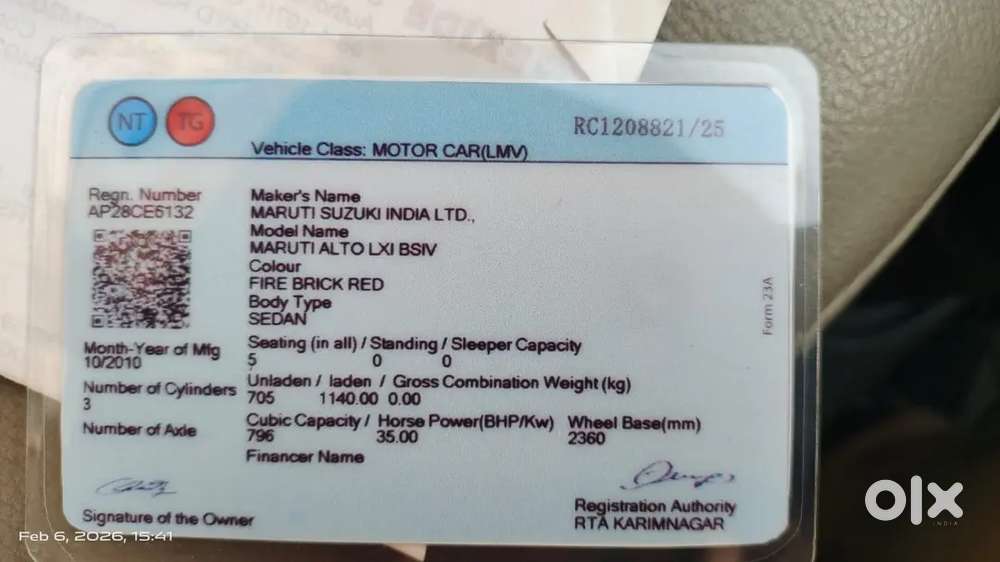 NT TG
RC1208821/25
Vehicle Class: MOTOR CAR(LMV)
Regn. Number
AP28CE6132
Maker's Name
MARUTI SUZUKI INDIA LTD.,
Model Name
MARUTI ALTO LXI BSIV
Colour
FIRE BRICK RED
Body Type
SEDAN
Form 23A
Month-Year of Mfg
10/2010
Seating (in all) / Standing / Sleeper Capacity
5 0 0
Number of Cylinders
3
Unladen / laden / Gross Combination Weight (kg)
705 1140.00 0.00
Number of Axle
Cubic Capacity / Horse Power(BHP/Kw) Wheel Base(mm)
796 35.00 2360
Financer Name
Signature of the Owner
Registration Authority
RTA KARIMNAGAR
Feb 6, 2026, 15:41
olx
INDIA